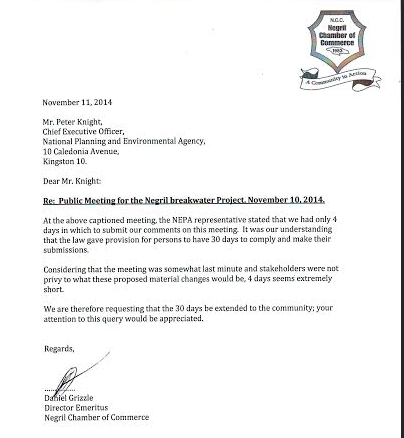 N.C.C.
Negril
Chamber of
Commerce
1983
A Community in Action
November 11, 2014
Mr. Peter Knight,
Chief Executive Officer,
National Planning and Environmental Agency,
10 Caledonia Avenue,
Kingston 10.
Dear Mr. Knight:
Re: Public Meeting for the Negril breakwater Project, November 10, 2014.
At the above captioned meeting, the NEPA representative stated that we had only 4
days in which to submit our comments on this meeting. It was our understanding
that the law gave provision for persons to have 30 days to comply and make their
submissions.
Considering that the meeting was somewhat last minute and stakeholders were not
privy to what these proposed material changes would be, 4 days seems extremely
short.
We are therefore requesting that the 30 days be extended to the community; your
attention to this query would be appreciated.
Regards,
Daniel Grizzle
Director Emeritus
Negril Chamber of Commerce